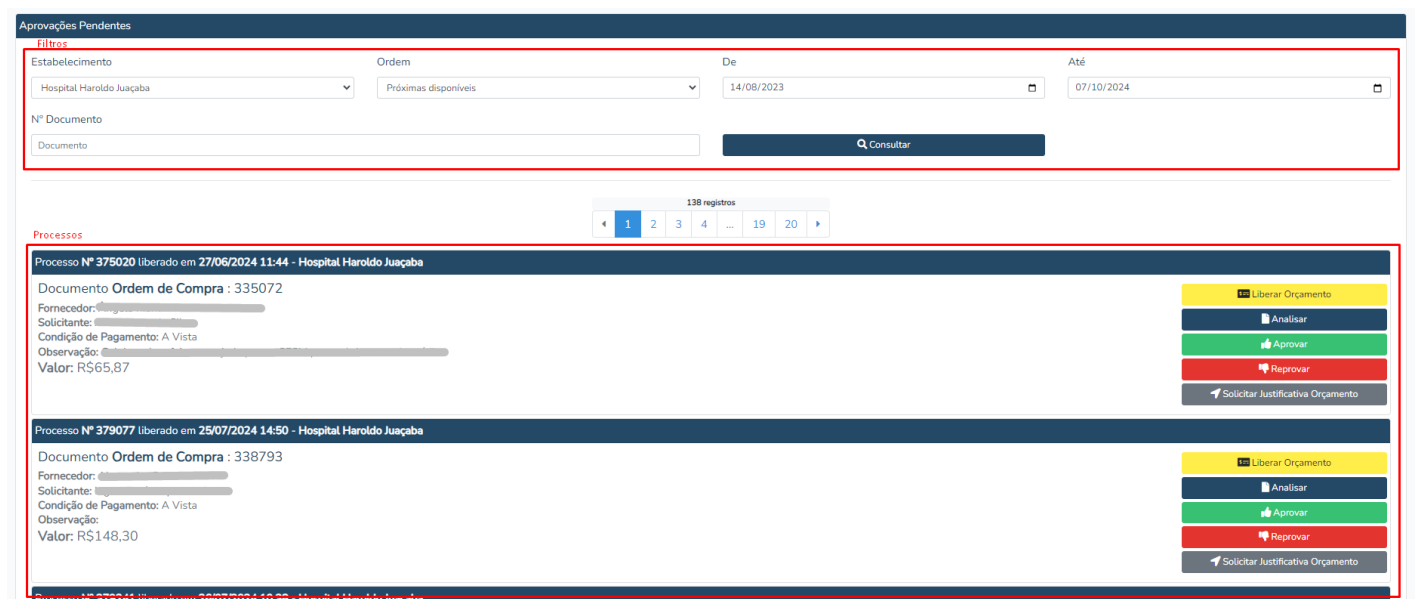 Aprovações Pendentes
Filtros
Estabelecimento Ordem De Até
Hospital Haroldo Juaçaba Próximas disponíveis 14/08/2023 07/10/2024
Nº Documento
Documento Consultar
138 registros
1 2 3 4 ... 19 20
Processos
Processo Nº 375020 liberado em 27/06/2024 11:44 - Hospital Haroldo Juaçaba
Documento Ordem de Compra : 335072
Liberar Orçamento
Fornecedor:
Solicitante:
Analisar
Condição de Pagamento: A Vista
Aprovar
Observação:
Valor: R$65,87
Reprovar
Solicitar Justificativa Orçamento
Processo Nº 379077 liberado em 25/07/2024 14:50 - Hospital Haroldo Juaçaba
Documento Ordem de Compra : 338793
Liberar Orçamento
Fornecedor:
Solicitante:
Analisar
Condição de Pagamento: A Vista
Aprovar
Observação:
Valor: R$148,30
Reprovar
Solicitar Justificativa Orçamento